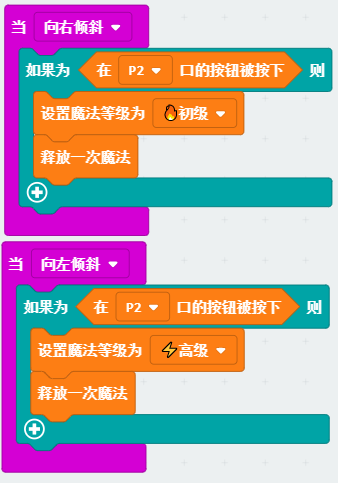 当 向右倾斜
如果为 在 P2 口的按钮被按下 则
设置魔法等级为 🔥初级
释放一次魔法
当 向左倾斜
如果为 在 P2 口的按钮被按下 则
设置魔法等级为 ⚡高级
释放一次魔法